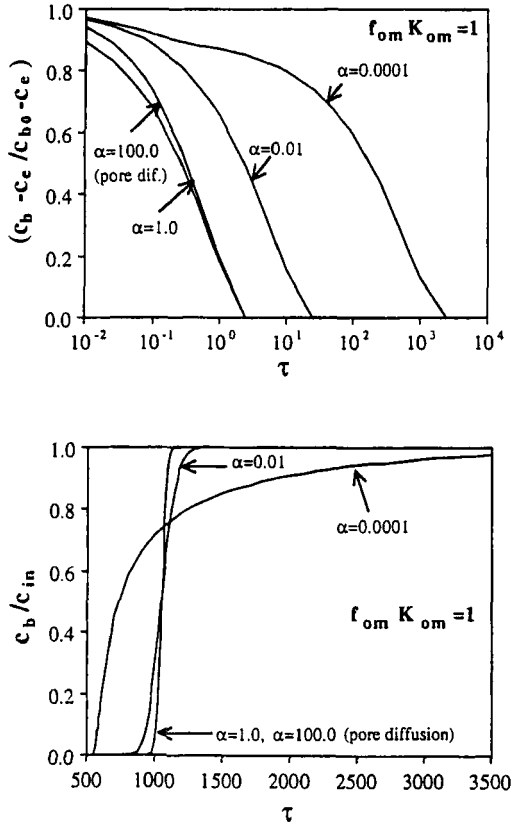 1.0
0.8
0.6
0.4
0.2
0.0
(c_b - c_e / c_b0 - c_e)
f_om K_om = 1
α=0.0001
α=0.01
α=100.0
(pore dif.)
α=1.0
10^-2 10^-1 10^0 10^1 10^2 10^3 10^4
τ
1.0
0.8
0.6
0.4
0.2
0.0
c_b/c_in
α=0.01
α=0.0001
f_om K_om = 1
α=1.0, α=100.0 (pore diffusion)
500 1000 1500 2000 2500 3000 3500
τ